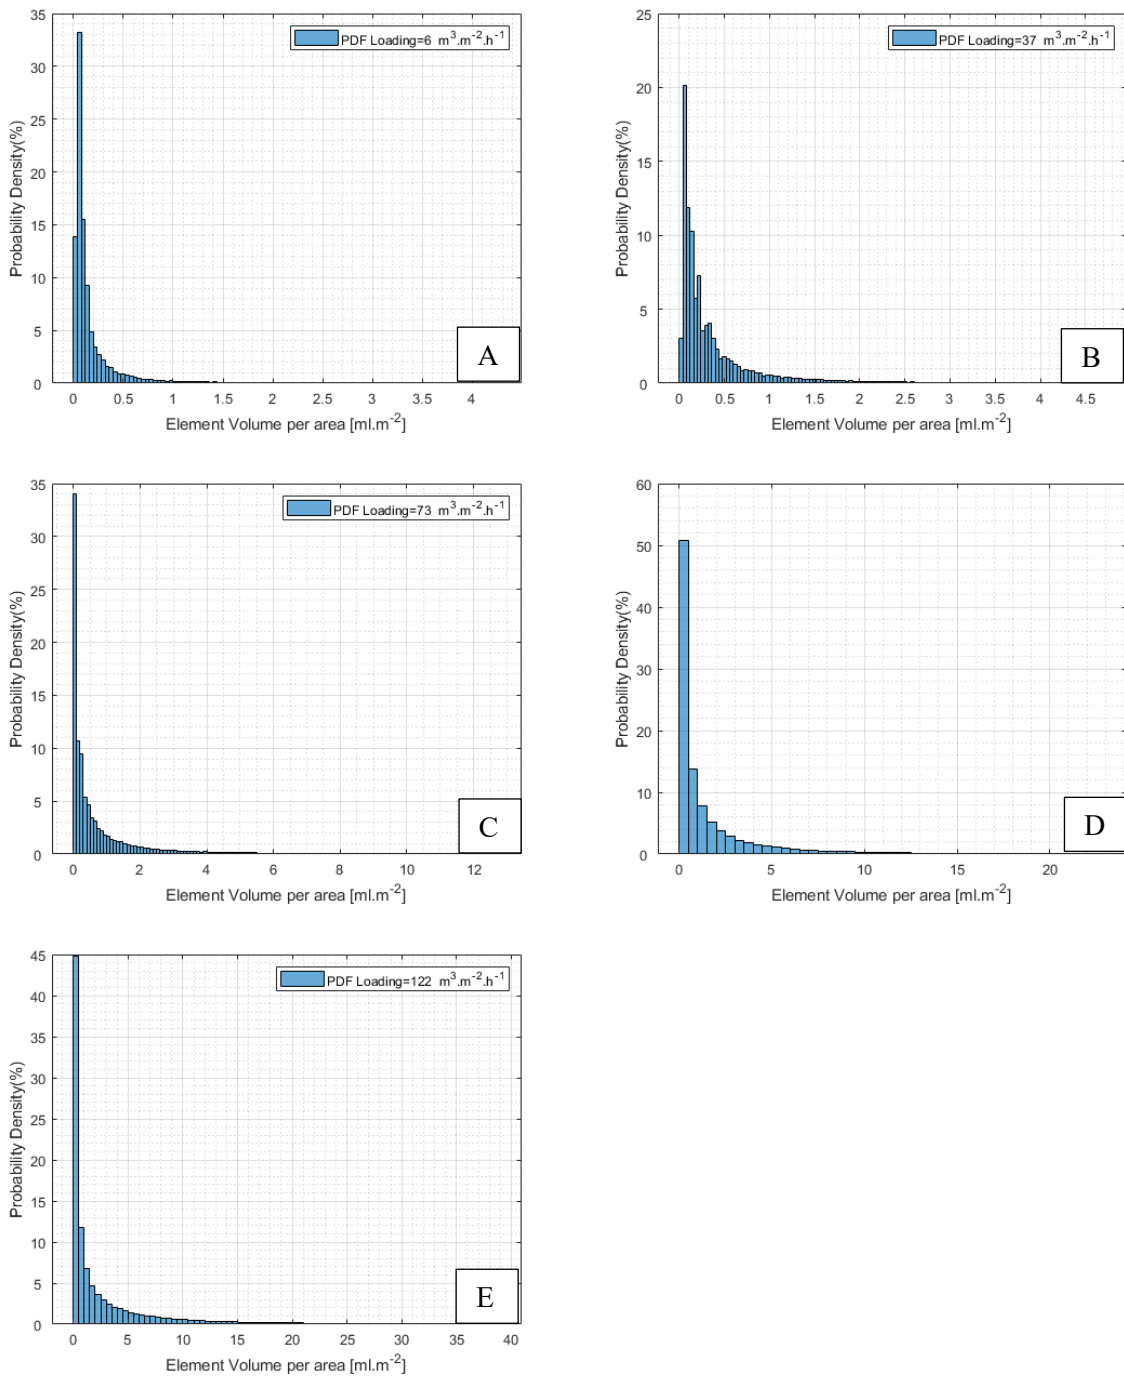 35
30
25
20
15
10
5
0
Probability Density(%)
PDF Loading=6 m³.m⁻².h⁻¹
A
0 0.5 1 1.5 2 2.5 3 3.5 4
Element Volume per area [ml.m⁻²]
25
20
15
10
5
0
Probability Density(%)
PDF Loading=37 m³.m⁻².h⁻¹
B
0 0.5 1 1.5 2 2.5 3 3.5 4 4.5
Element Volume per area [ml.m⁻²]
35
30
25
20
15
10
5
0
Probability Density(%)
PDF Loading=73 m³.m⁻².h⁻¹
C
0 2 4 6 8 10 12
Element Volume per area [ml.m⁻²]
60
50
40
30
20
10
0
Probability Density(%)
D
0 5 10 15 20
Element Volume per area [ml.m⁻²]
45
40
35
30
25
20
15
10
5
0
Probability Density(%)
PDF Loading=122 m³.m⁻².h⁻¹
E
0 5 10 15 20 25 30 35 40
Element Volume per area [ml.m⁻²]